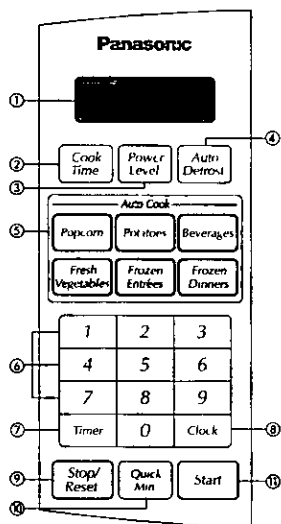 Panasonic
①
④
② Cook Time Power Level Auto Defrost
③
Auto Cook
⑤ Popcorn Potatoes Beverages
Fresh Vegetables Frozen Entrées Frozen Dinners
1 2 3
⑥ 4 5 6
7 8 9
⑦ Timer 0 Clock ⑧
⑨ Stop/ Reset Quick Min Start ⑪
⑩